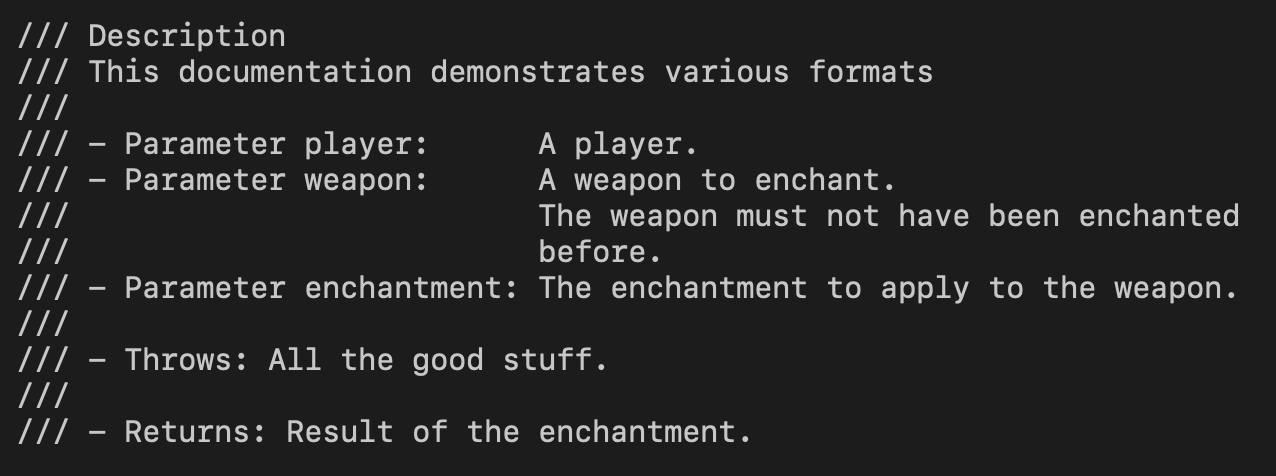 /// Description
/// This documentation demonstrates various formats
///
/// – Parameter player:      A player.
/// – Parameter weapon:      A weapon to enchant.
///                          The weapon must not have been enchanted
///                          before.
/// – Parameter enchantment: The enchantment to apply to the weapon.
///
/// – Throws: All the good stuff.
///
/// – Returns: Result of the enchantment.